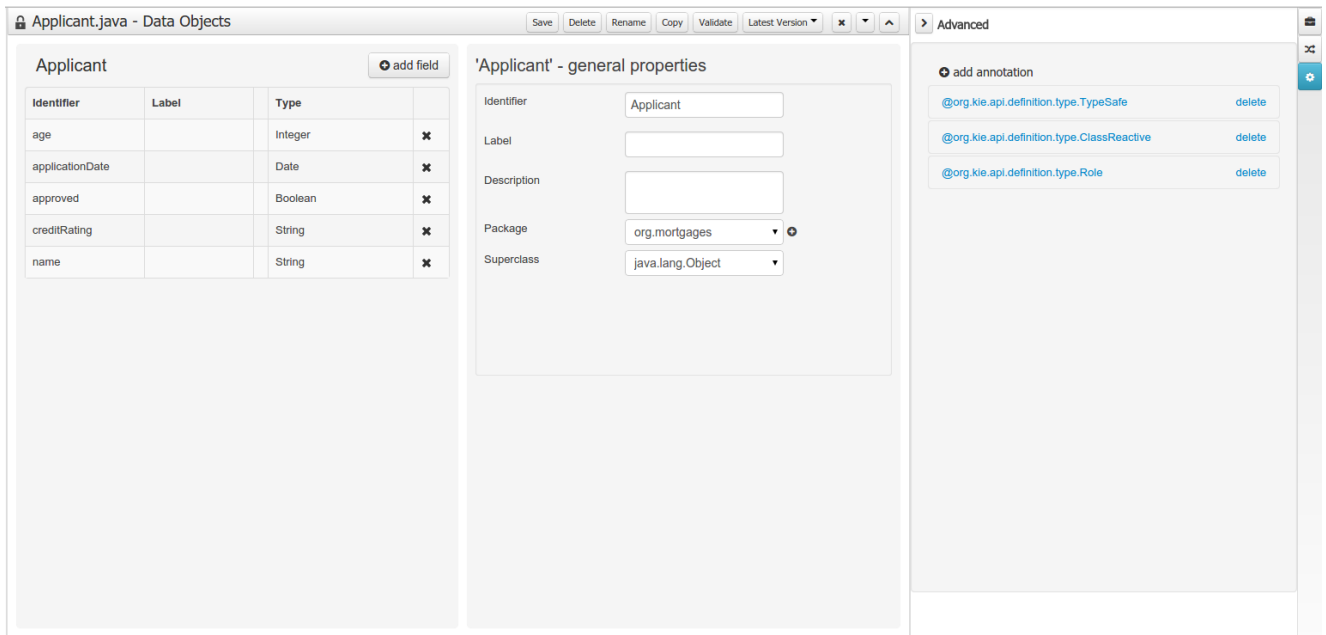 Applicant.java - Data Objects
Save Delete Rename Copy Validate Latest Version
Advanced
Applicant
add field
Identifier Label Type
age Integer
applicationDate Date
approved Boolean
creditRating String
name String
'Applicant' - general properties
Identifier Applicant
Label
Description
Package org.mortgages
Superclass java.lang.Object
add annotation
@org.kie.api.definition.type.TypeSafe delete
@org.kie.api.definition.type.ClassReactive delete
@org.kie.api.definition.type.Role delete